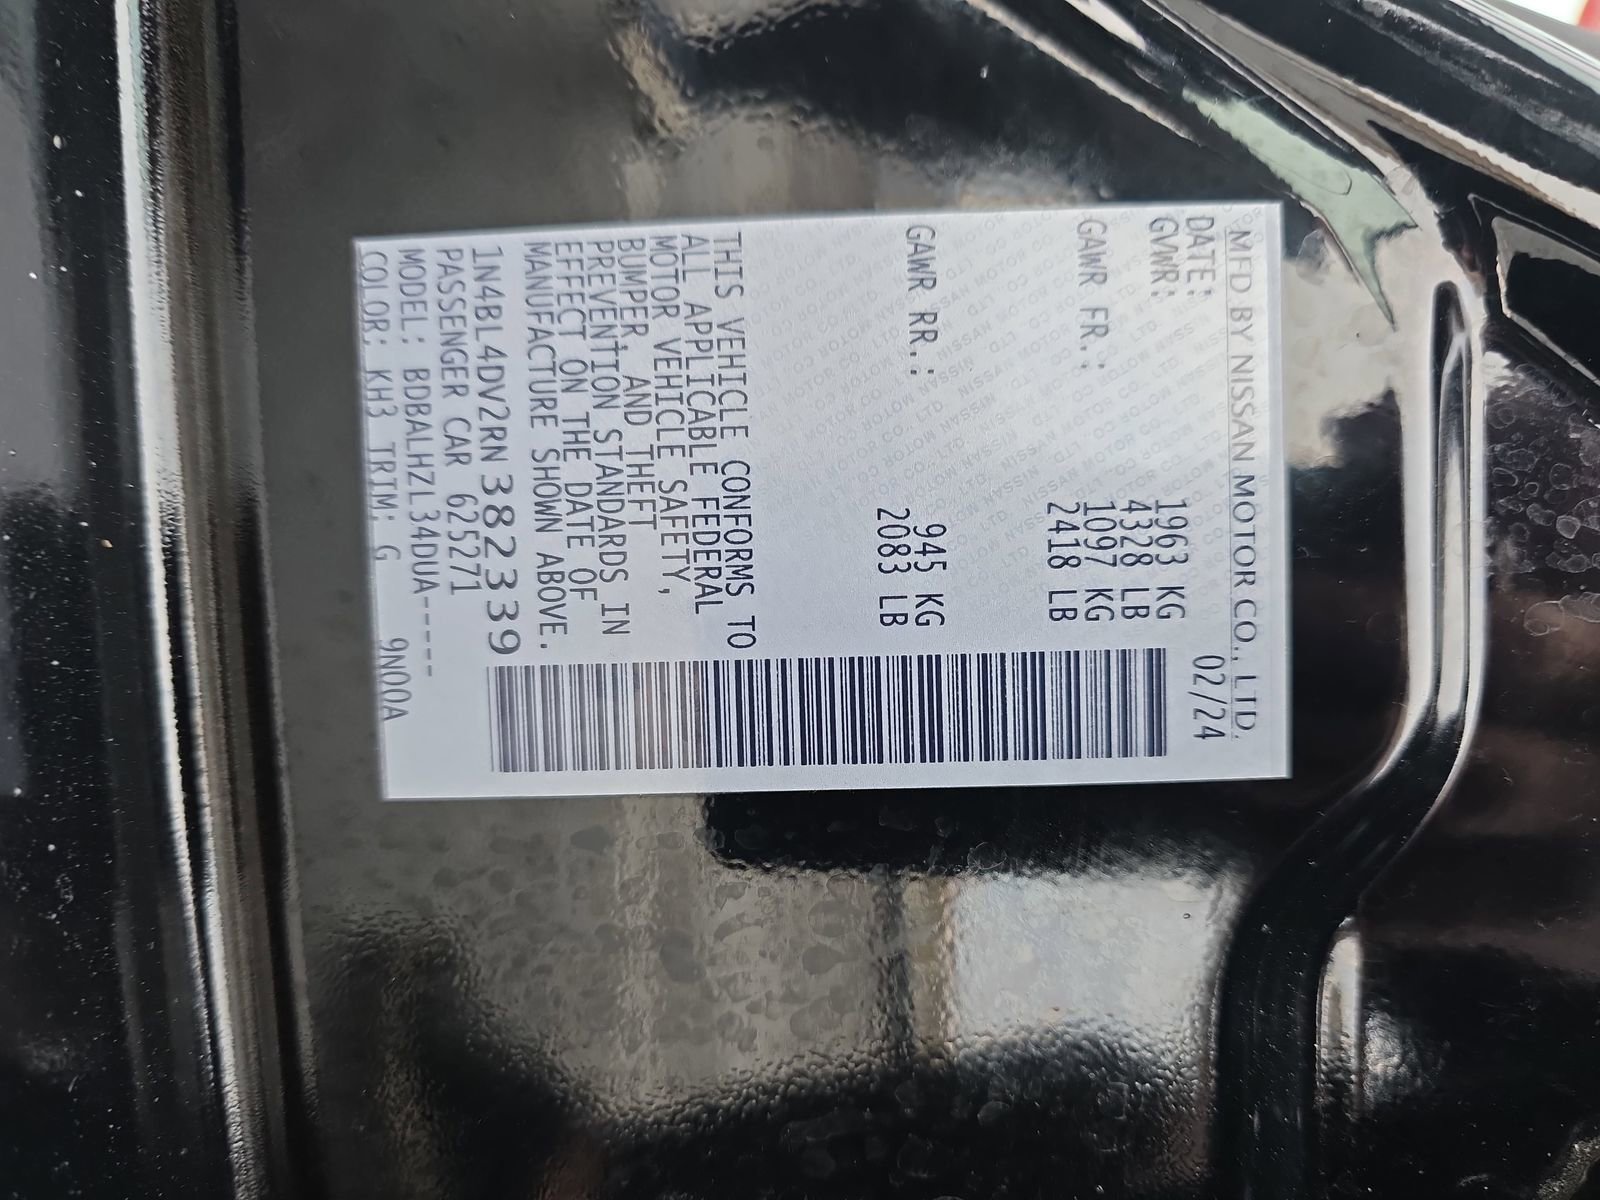 MFD BY NISSAN MOTOR CO., LTD.
DATE: 02/24
GVWR: 1963 KG
4328 LB
GAWR FR.: 1097 KG
2418 LB
GAWR RR.: 945 KG
2083 LB
THIS VEHICLE CONFORMS TO
ALL APPLICABLE FEDERAL
MOTOR VEHICLE SAFETY,
BUMPER, AND THEFT
PREVENTION STANDARDS IN
EFFECT ON THE DATE OF
MANUFACTURE SHOWN ABOVE.
1N4BL4DV2RN382339
PASSENGER CAR 625271
MODEL: BDBALHZL34DUA-----
COLOR: KH3 TRIM: G 9N00A